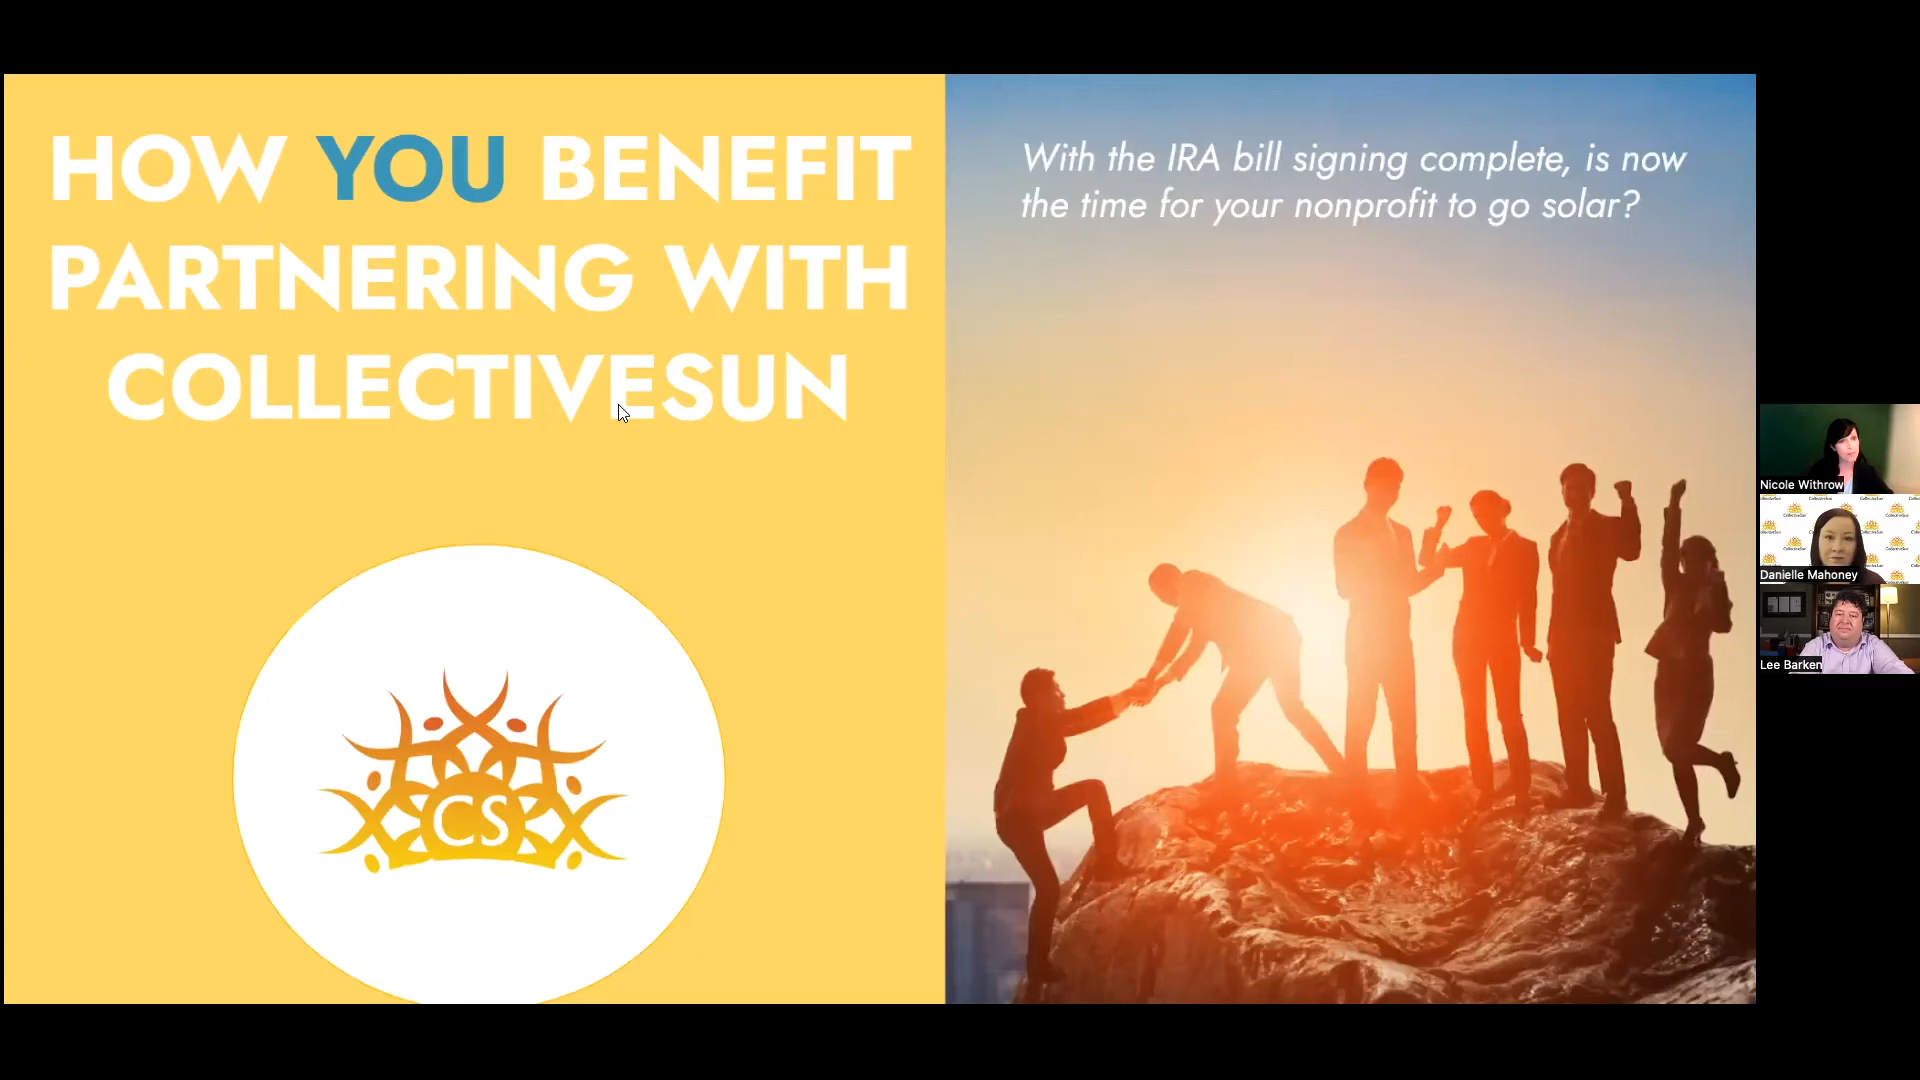 HOW YOU BENEFIT
PARTNERING WITH
COLLECTIVESUN
With the IRA bill signing complete, is now
the time for your nonprofit to go solar?
CS
Nicole Withrow
Danielle Mahoney
Lee Barken